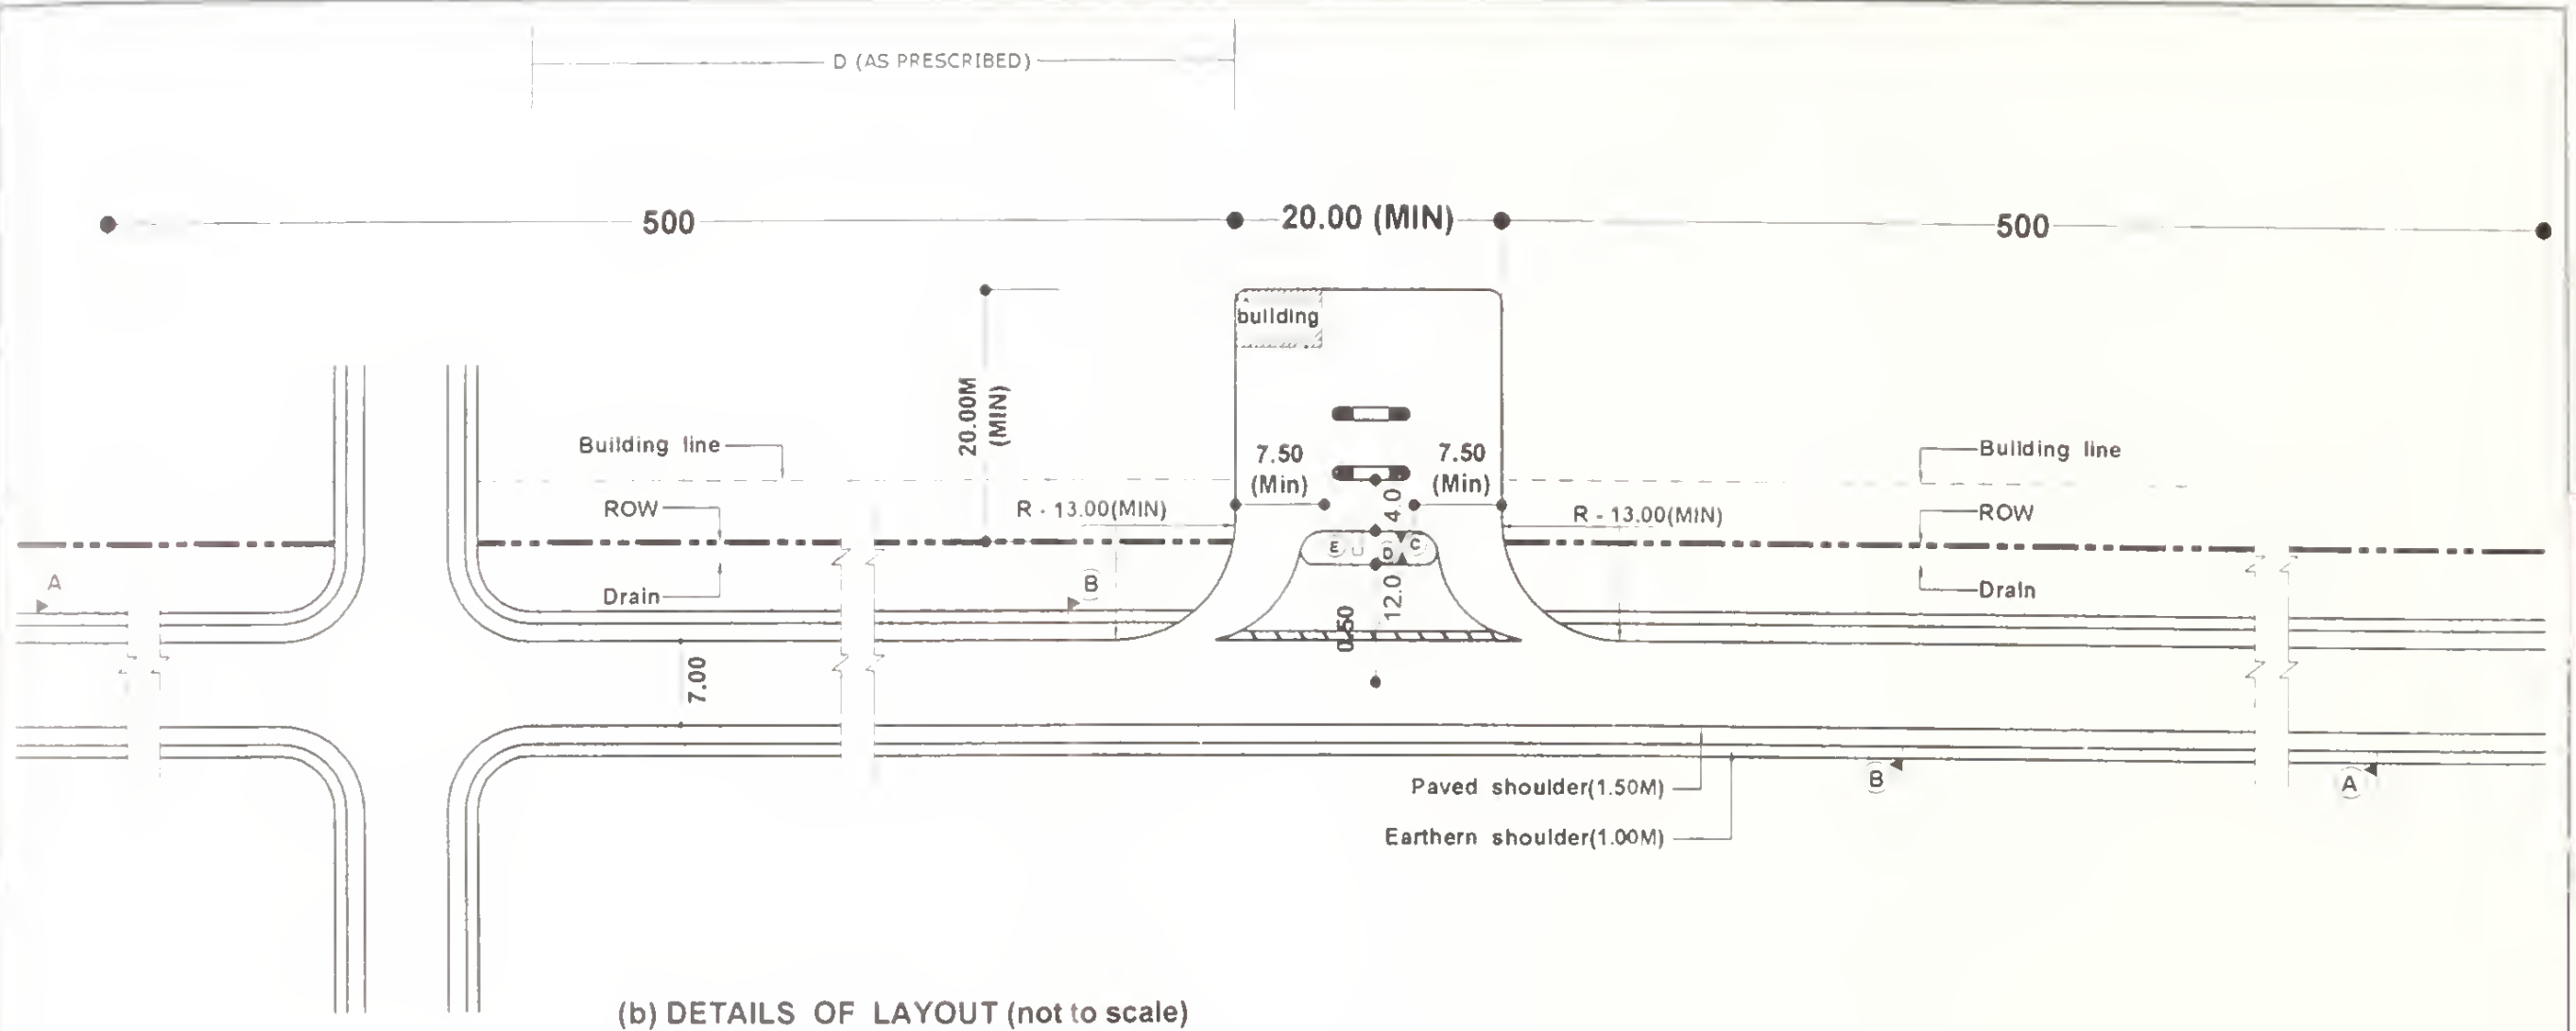 D (AS PRESCRIBED)
500
20.00 (MIN)
500
building
20.00M
(MIN)
Building line
7.50
(Min)
7.50
(Min)
Building line
ROW
R - 13.00(MIN)
4.0
R - 13.00(MIN)
ROW
E U D C
A
B
Drain
12.0
Drain
0.50
7.00
Paved shoulder(1.50M)
B
A
Earthern shoulder(1.00M)
(b) DETAILS OF LAYOUT (not to scale)